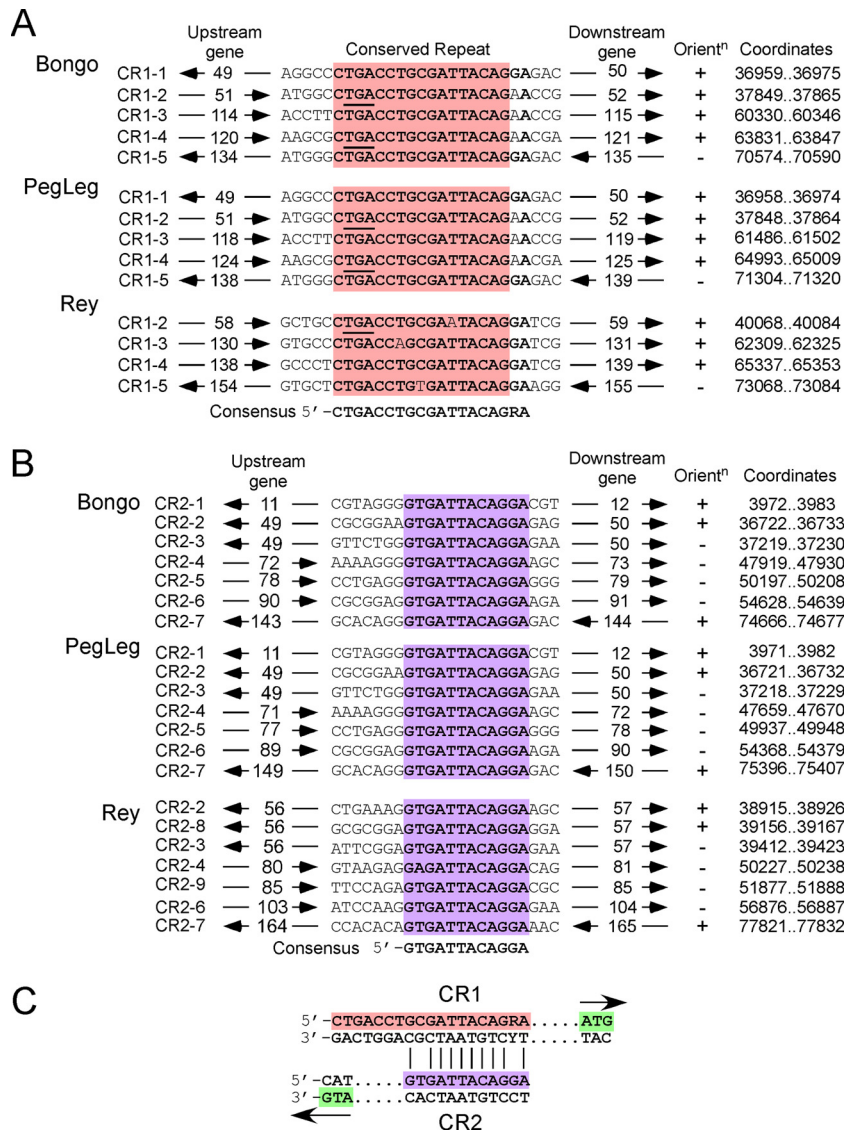 A
Upstream gene Conserved Repeat Downstream gene Orientⁿ Coordinates
Bongo
CR1-1 49 AGGCCCTGACCTGCGATTACAGGAGAC 50 + 36959..36975
CR1-2 51 ATGGCCTGACCTGCGATTACAGAACCG 52 + 37849..37865
CR1-3 114 ACCTTCTGACCTGCGATTACAGAACCG 115 + 60330..60346
CR1-4 120 AAGCGCTGACCTGCGATTACAGAACGA 121 + 63831..63847
CR1-5 134 ATGGGCTGACCTGCGATTACAGGAGAC 135 - 70574..70590
PegLeg
CR1-1 49 AGGCCCTGACCTGCGATTACAGGAGAC 50 + 36958..36974
CR1-2 51 ATGGCCTGACCTGCGATTACAGAACCG 52 + 37848..37864
CR1-3 118 ACCTTCTGACCTGCGATTACAGAACCG 119 + 61486..61502
CR1-4 124 AAGCGCTGACCTGCGATTACAGAACGA 125 + 64993..65009
CR1-5 138 ATGGGCTGACCTGCGATTACAGGAGAC 139 - 71304..71320
Rey
CR1-2 58 GCTGCCTGACCTGCGAATACAGGATCG 59 + 40068..40084
CR1-3 130 GTGCCCTGACCAGCGATTACAGGATCG 131 + 62309..62325
CR1-4 138 GCCCTCTGACCTGCGATTACAGGATCG 139 + 65337..65353
CR1-5 154 GTGCTCTGACCTGTGATTACAGGAAGG 155 - 73068..73084
Consensus 5′-CTGACCTGCGATTACAGRA
B
Upstream gene Downstream gene Orientⁿ Coordinates
Bongo
CR2-1 11 CGTAGGGGTGATTACAGGACGT 12 + 3972..3983
CR2-2 49 CGCGGAAGTGATTACAGGAGAG 50 + 36722..36733
CR2-3 49 GTTCTGGGTGATTACAGGAGAA 50 - 37219..37230
CR2-4 72 AAAAGGGGTGATTACAGGAAGC 73 - 47919..47930
CR2-5 78 CCTGAGGGTGATTACAGGAGGG 79 - 50197..50208
CR2-6 90 CGCGGAGGTGATTACAGGAAGA 91 - 54628..54639
CR2-7 143 GCACAGGGTGATTACAGGAGAC 144 + 74666..74677
PegLeg
CR2-1 11 CGTAGGGGTGATTACAGGACGT 12 + 3971..3982
CR2-2 49 CGCGGAAGTGATTACAGGAGAG 50 + 36721..36732
CR2-3 49 GTTCTGGGTGATTACAGGAGAA 50 - 37218..37229
CR2-4 71 AAAAGGGGTGATTACAGGAAGC 72 - 47659..47670
CR2-5 77 CCTGAGGGTGATTACAGGAGGG 78 - 49937..49948
CR2-6 89 CGCGGAGGTGATTACAGGAGAA 90 - 54368..54379
CR2-7 149 GCACAGGGTGATTACAGGAGAC 150 + 75396..75407
Rey
CR2-2 56 CTGAAAGGTGATTACAGGAAGC 57 + 38915..38926
CR2-8 56 GCGCGGAGTGATTACAGGAGGA 57 + 39156..39167
CR2-3 56 ATTCGGAGTGATTACAGGAGAA 57 - 39412..39423
CR2-4 80 GTAAGAGGAGATTACAGGACAG 81 - 50227..50238
CR2-9 85 TTCCAGAGTGATTACAGGACGC 85 - 51877..51888
CR2-6 103 ATCCAAGGTGATTACAGGAGAA 104 - 56876..56887
CR2-7 164 CCACACAGTGATTACAGGAAAC 165 + 77821..77832
Consensus 5′-GTGATTACAGGA
C
CR1
5′-CTGACCTGCGATTACAGRA.....ATG
3′-GACTGGACGCTAATGTCYT.....TAC
5′-CAT.....GTGATTACAGGA
3′-GTA.....CACTAATGTCCT
CR2